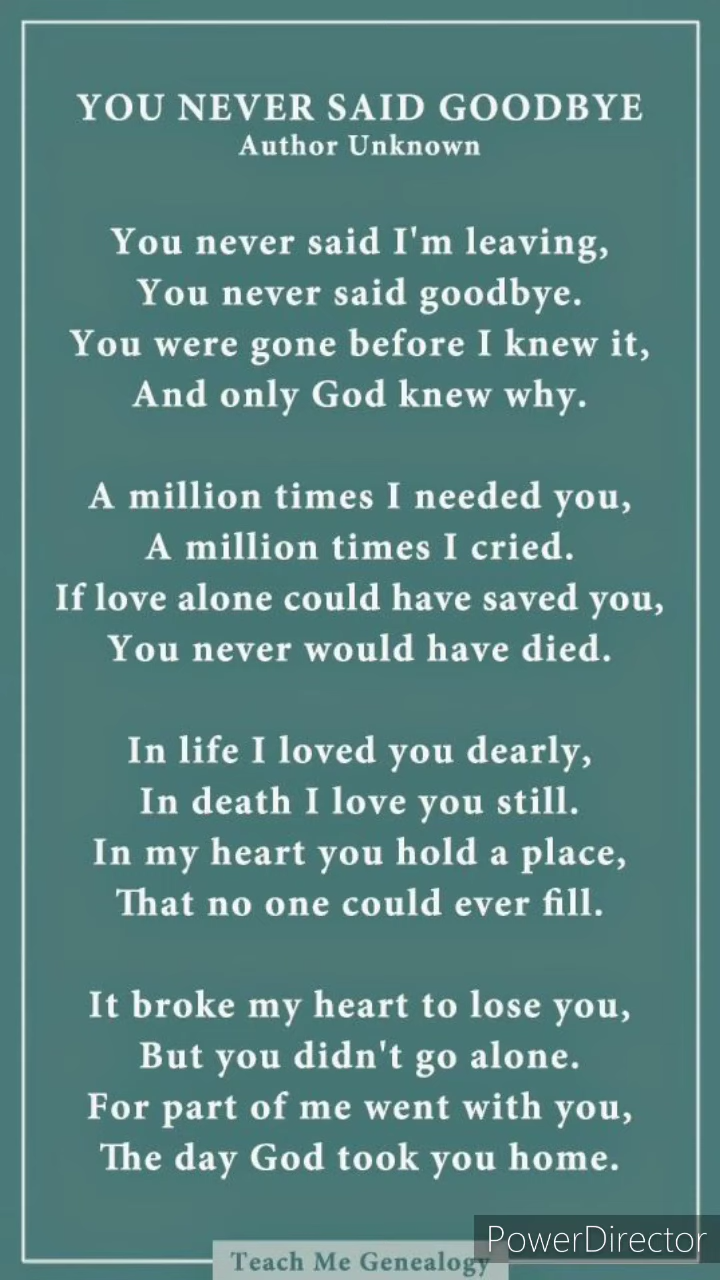 YOU NEVER SAID GOODBYE
Author Unknown
You never said I'm leaving,
You never said goodbye.
You were gone before I knew it,
And only God knew why.
A million times I needed you,
A million times I cried.
If love alone could have saved you,
You never would have died.
In life I loved you dearly,
In death I love you still.
In my heart you hold a place,
That no one could ever fill.
It broke my heart to lose you,
But you didn't go alone.
For part of me went with you,
The day God took you home.
PowerDirector
Teach Me Genealogy